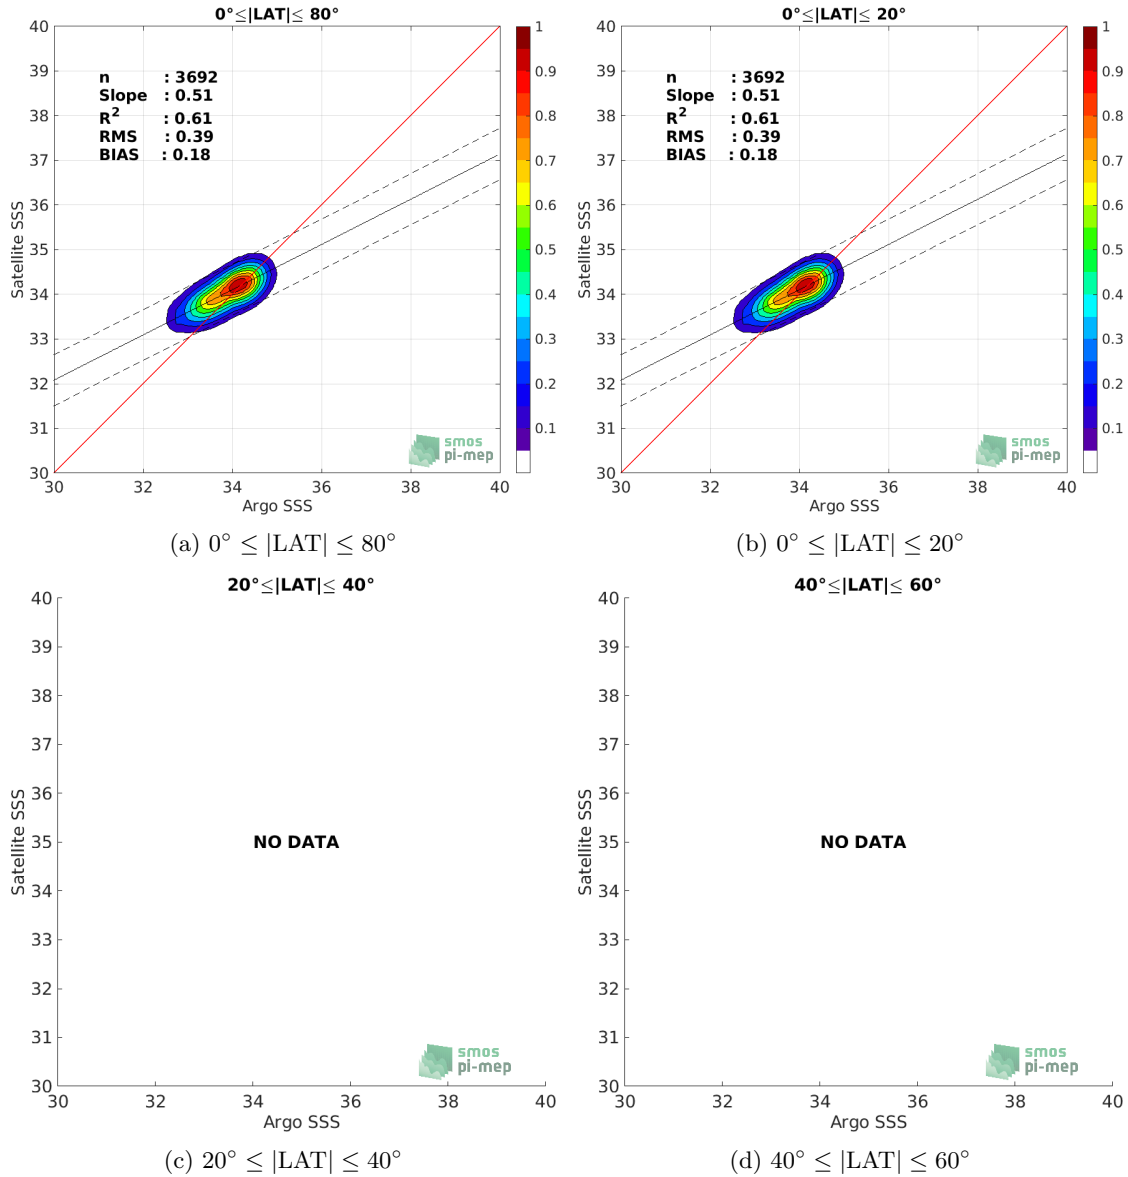 0°≤|LAT|≤ 80°
n : 3692
Slope : 0.51
R² : 0.61
RMS : 0.39
BIAS : 0.18
40
39
38
37
36
35
34
33
32
31
30
Satellite SSS
30 32 34 36 38 40
Argo SSS
1
0.9
0.8
0.7
0.6
0.5
0.4
0.3
0.2
0.1
smos
pi-mep
(a) 0° ≤ |LAT| ≤ 80°
0°≤|LAT|≤ 20°
n : 3692
Slope : 0.51
R² : 0.61
RMS : 0.39
BIAS : 0.18
40
39
38
37
36
35
34
33
32
31
30
Satellite SSS
30 32 34 36 38 40
Argo SSS
1
0.9
0.8
0.7
0.6
0.5
0.4
0.3
0.2
0.1
smos
pi-mep
(b) 0° ≤ |LAT| ≤ 20°
20°≤|LAT|≤ 40°
40
39
38
37
36
35
34
33
32
31
30
Satellite SSS
NO DATA
smos
pi-mep
30 32 34 36 38 40
Argo SSS
(c) 20° ≤ |LAT| ≤ 40°
40°≤|LAT|≤ 60°
40
39
38
37
36
35
34
33
32
31
30
Satellite SSS
NO DATA
smos
pi-mep
30 32 34 36 38 40
Argo SSS
(d) 40° ≤ |LAT| ≤ 60°